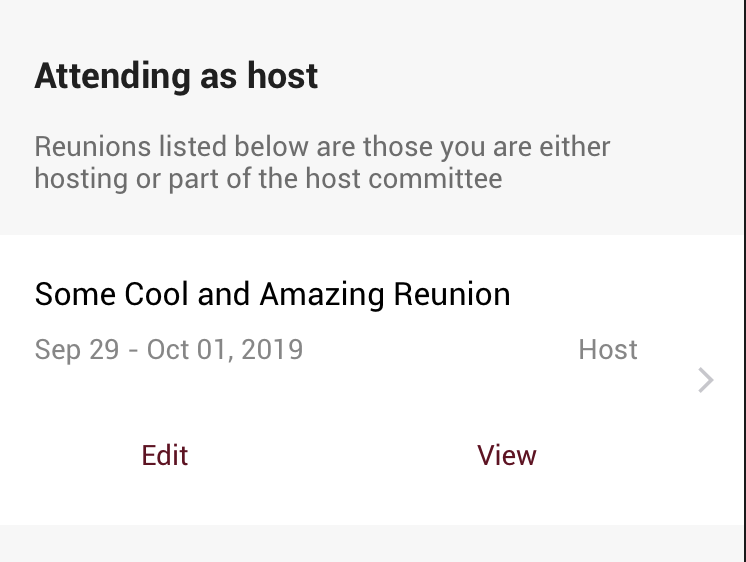 Attending as host
Reunions listed below are those you are either
hosting or part of the host committee
Some Cool and Amazing Reunion
Sep 29 - Oct 01, 2019 Host
Edit View